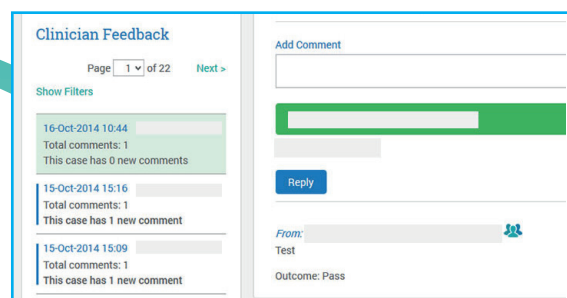 Clinician Feedback
Page 1 of 22 Next >
Show Filters
16-Oct-2014 10:44
Total comments: 1
This case has 0 new comments
15-Oct-2014 15:16
Total comments: 1
This case has 1 new comment
15-Oct-2014 15:09
Total comments: 1
This case has 1 new comment
Add Comment
Reply
From:
Test
Outcome: Pass